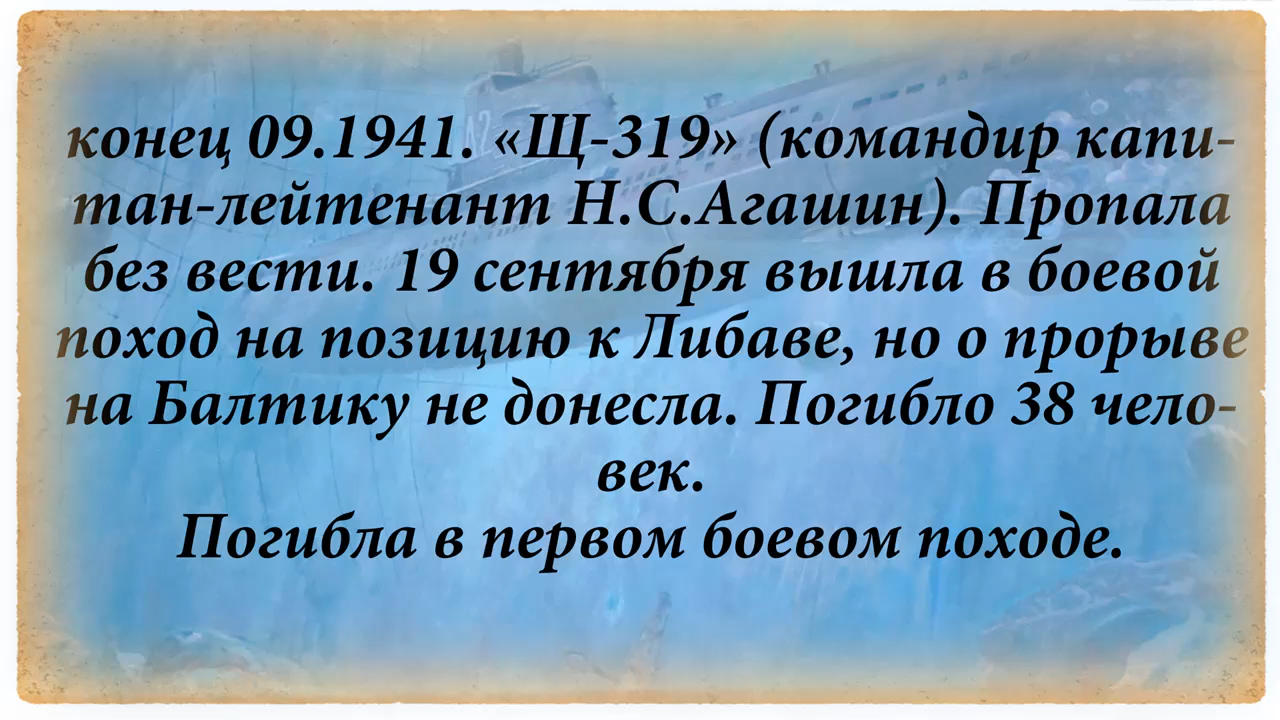 конец 09.1941. «Щ-319» (командир капи-
тан-лейтенант Н.С.Агашин). Пропала
без вести. 19 сентября вышла в боевой
поход на позицию к Либаве, но о прорыве
на Балтику не донесла. Погибло 38 чело-
век.
Погибла в первом боевом походе.